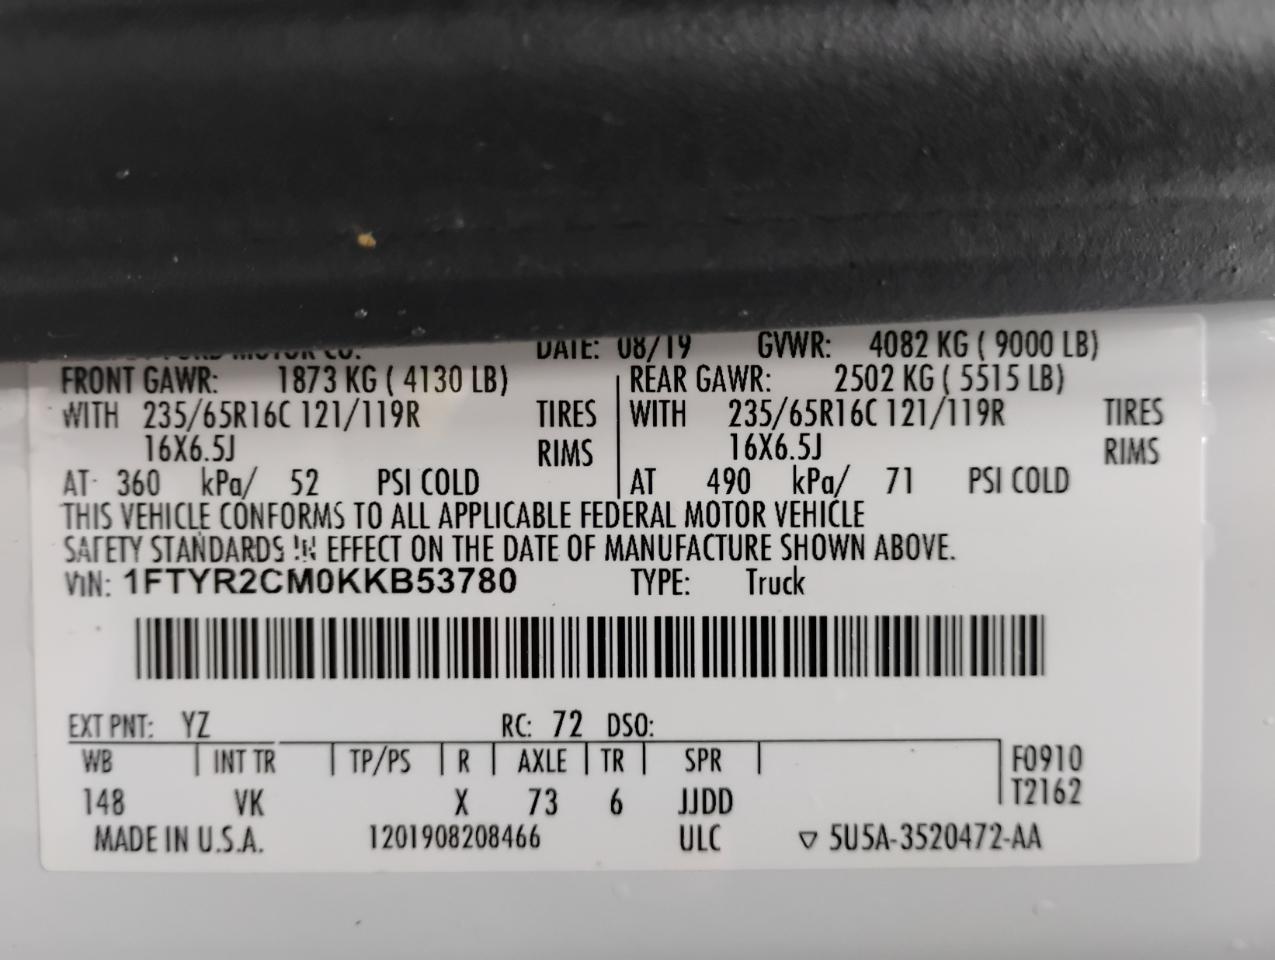 MOTOR CO. DATE: 08/19 GVWR: 4082 KG ( 9000 LB)
FRONT GAWR: 1873 KG ( 4130 LB) REAR GAWR: 2502 KG ( 5515 LB)
WITH 235/65R16C 121/119R TIRES WITH 235/65R16C 121/119R TIRES
16X6.5J RIMS 16X6.5J RIMS
AT 360 kPa/ 52 PSI COLD AT 490 kPa/ 71 PSI COLD
THIS VEHICLE CONFORMS TO ALL APPLICABLE FEDERAL MOTOR VEHICLE
SAFETY STANDARDS IN EFFECT ON THE DATE OF MANUFACTURE SHOWN ABOVE.
VIN: 1FTYR2CM0KKB53780 TYPE: Truck
EXT PNT: YZ RC: 72 DSO:
WB INT TR TP/PS R AXLE TR SPR F0910
148 VK X 73 6 JJDD T2162
MADE IN U.S.A. 1201908208466 ULC ▽ 5U5A-3520472-AA